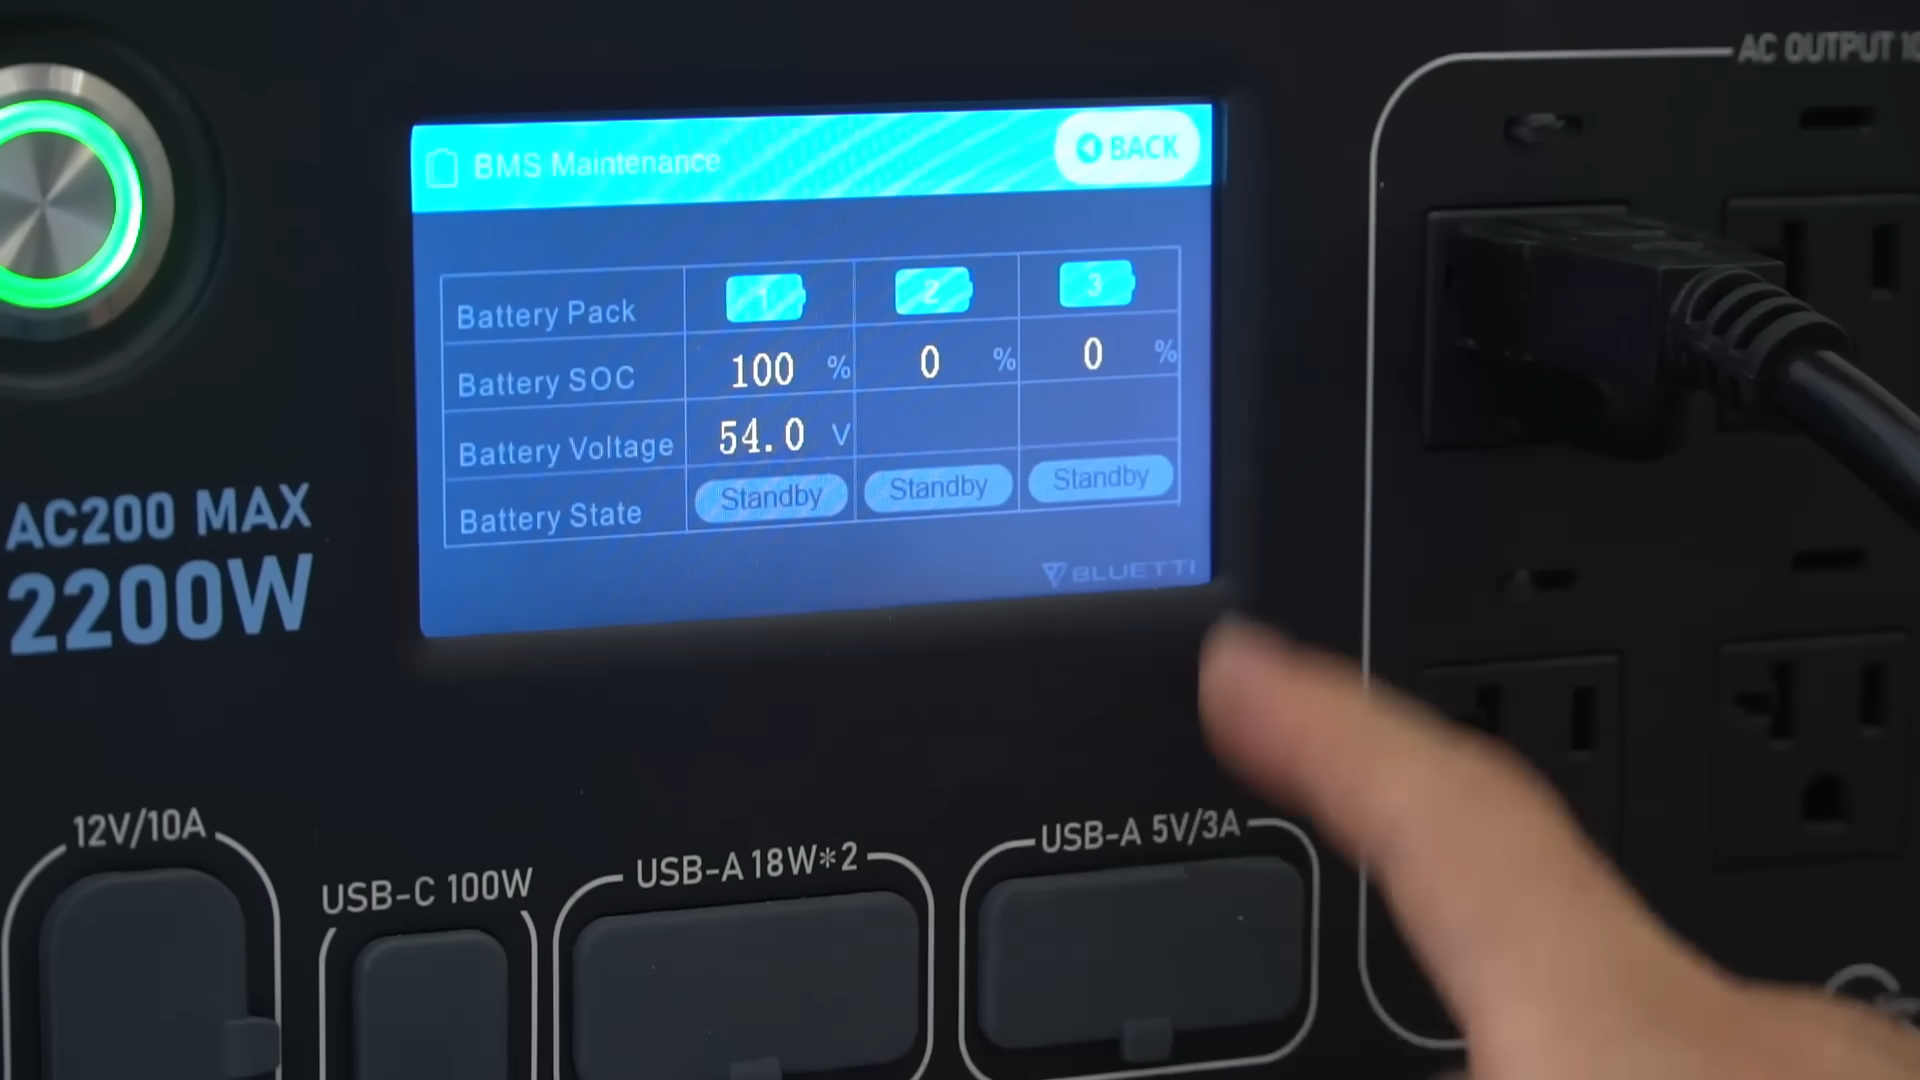 AC OUTPUT
BMS Maintenance
BACK
Battery Pack 1 2 3
Battery SOC 100 % 0 % 0 %
Battery Voltage 54.0 V
Battery State Standby Standby Standby
BLUETTI
AC200 MAX
2200W
12V/10A
USB-C 100W
USB-A 18W*2
USB-A 5V/3A